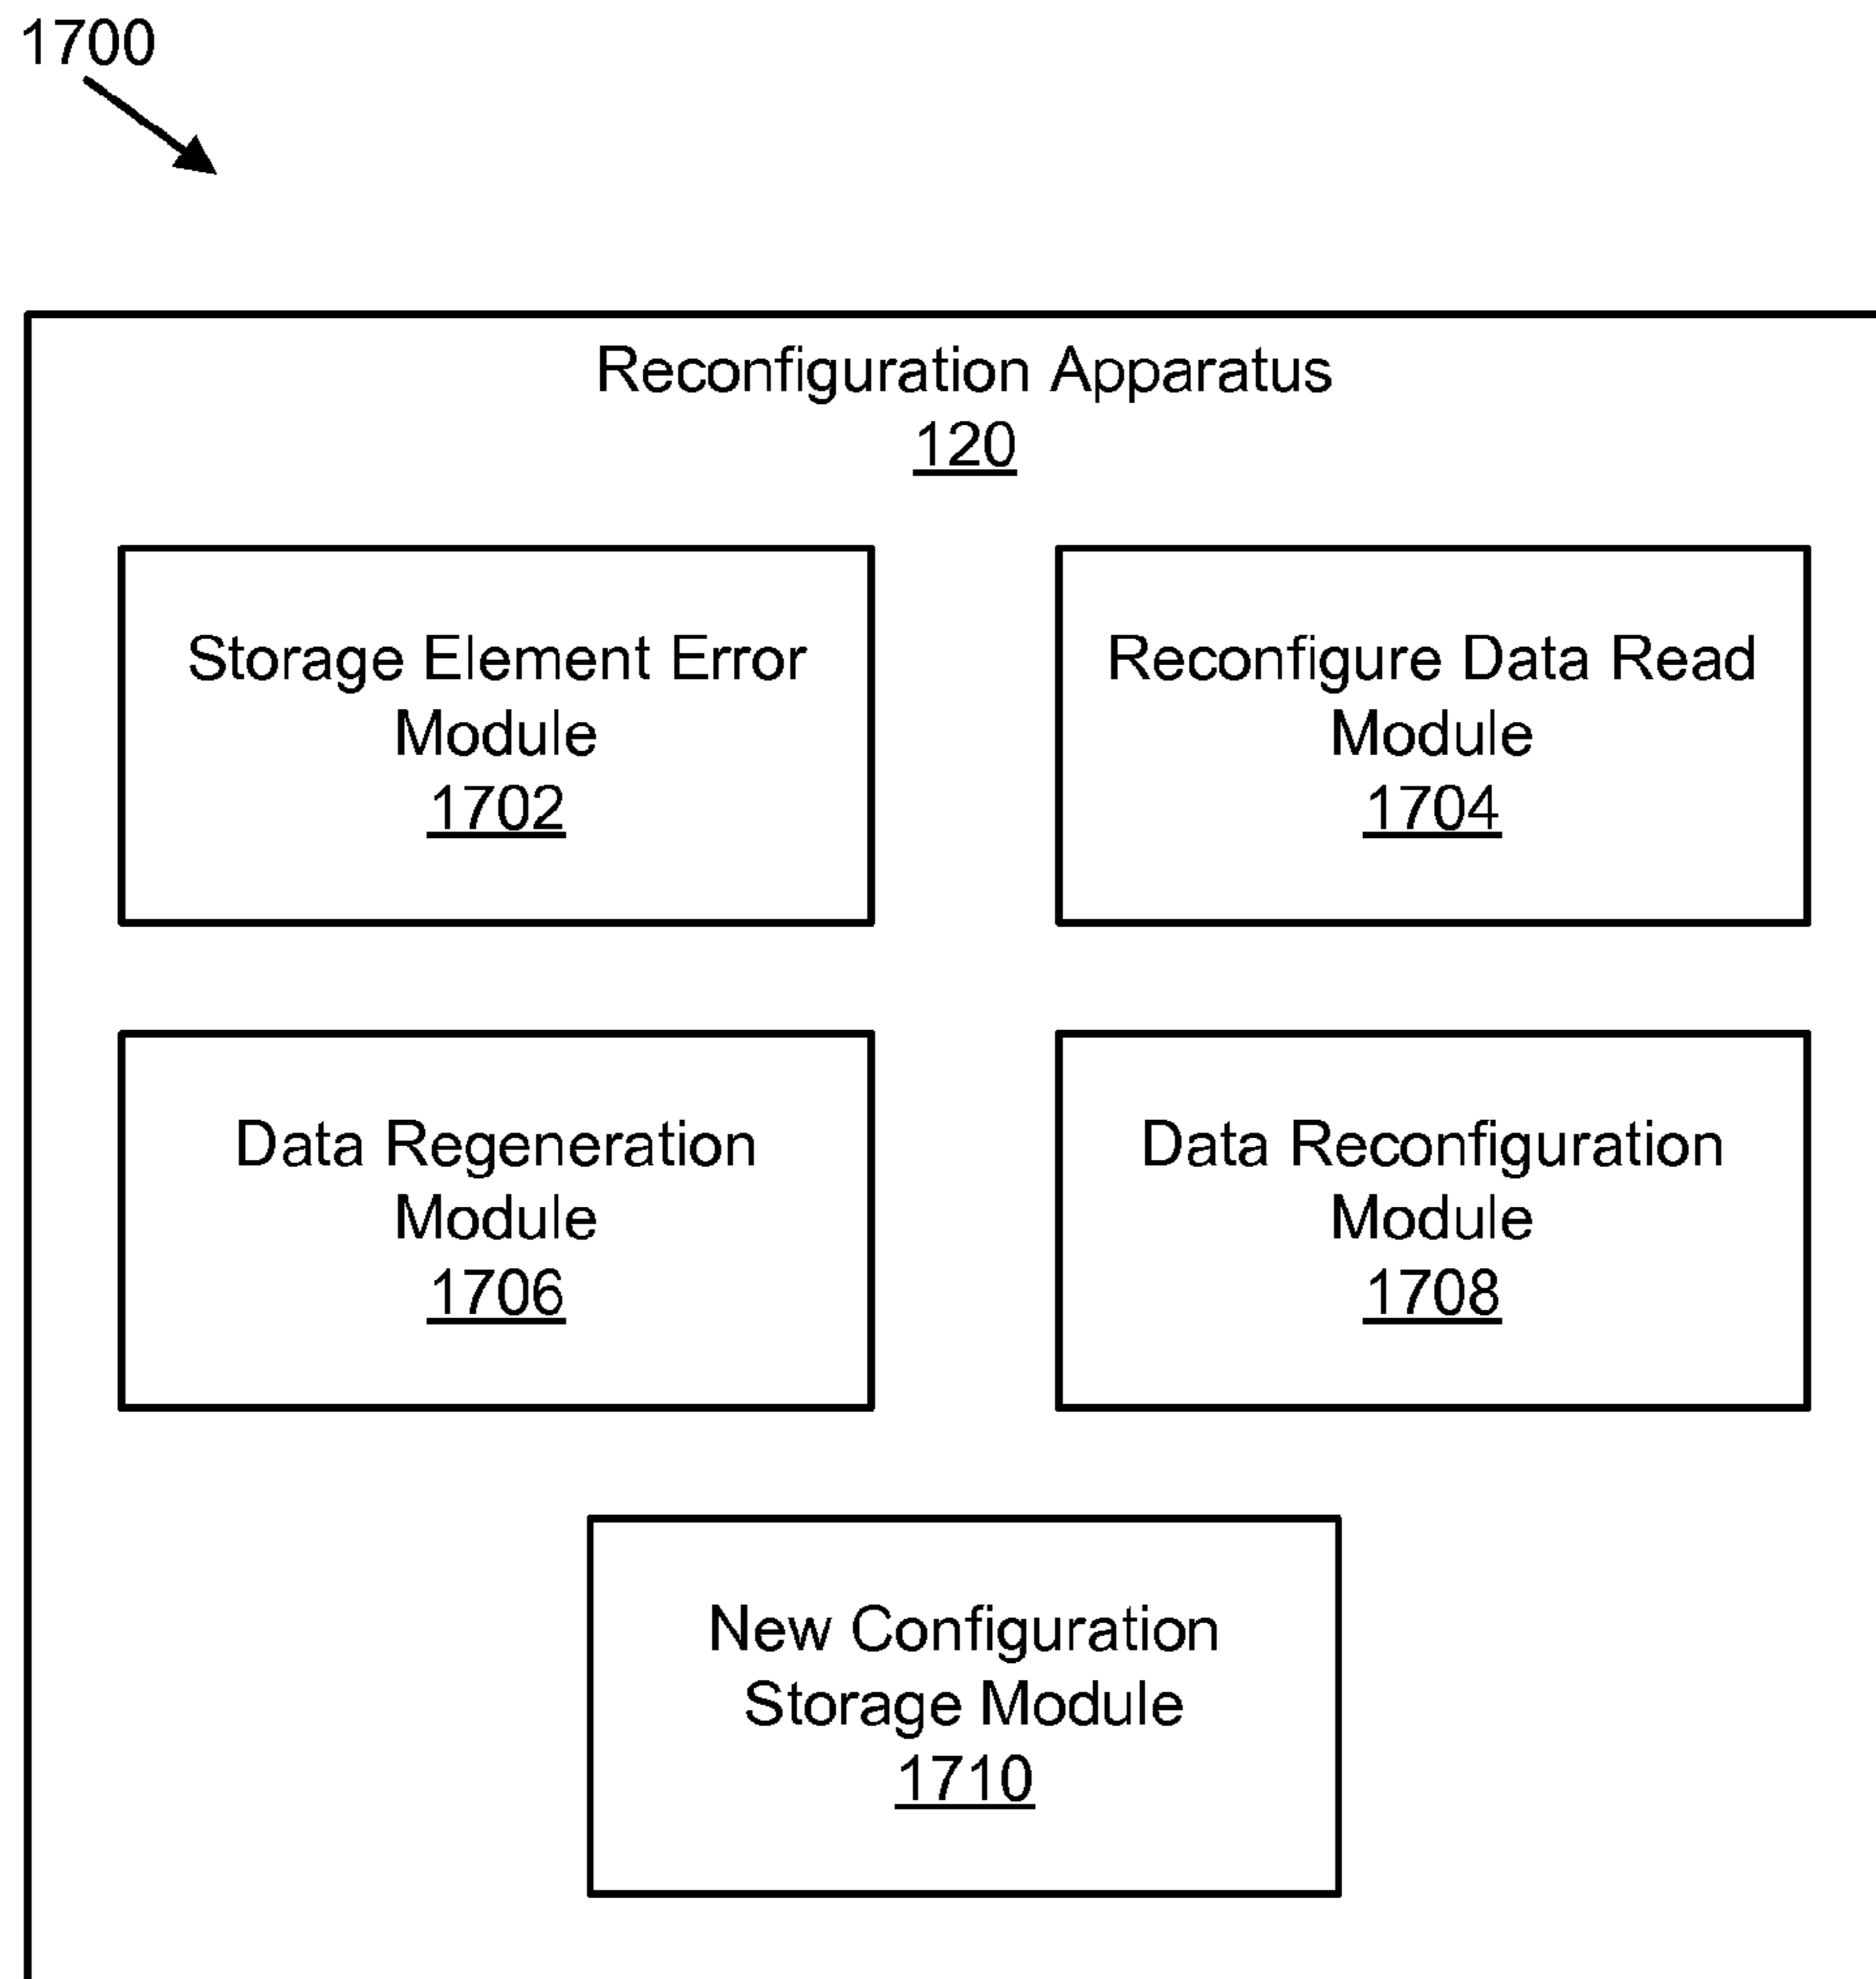 1700
Reconfiguration Apparatus
120
Storage Element Error
Module
1702
Reconfigure Data Read
Module
1704
Data Regeneration
Module
1706
Data Reconfiguration
Module
1708
New Configuration
Storage Module
1710